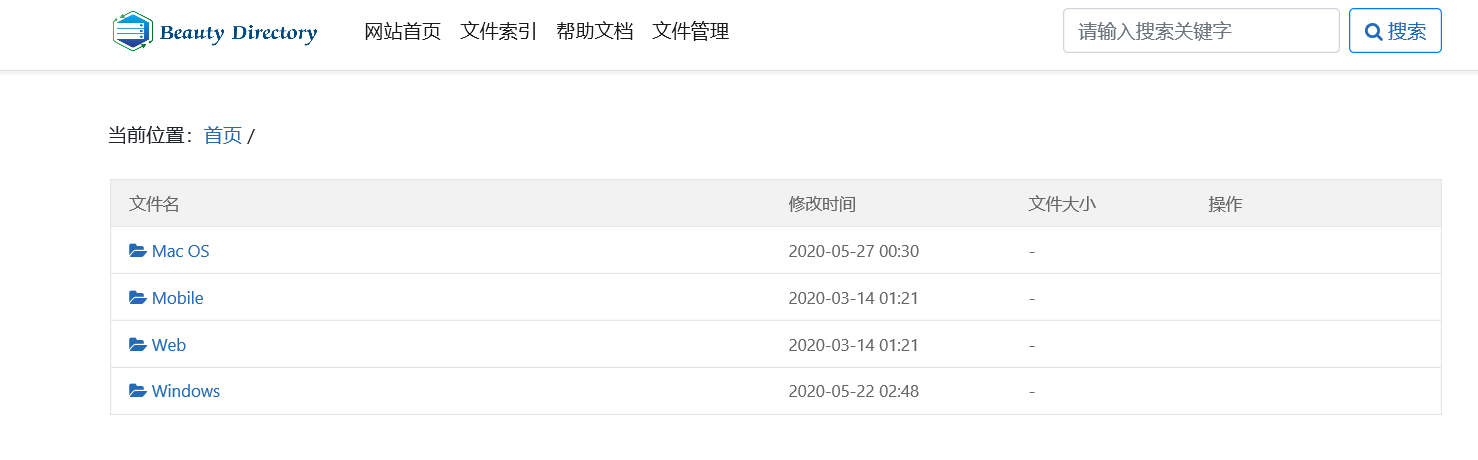 Beauty Directory 网站首页 文件索引 帮助文档 文件管理 请输入搜索关键字 搜索
当前位置：首页 /
文件名 修改时间 文件大小 操作
Mac OS 2020-05-27 00:30 -
Mobile 2020-03-14 01:21 -
Web 2020-03-14 01:21 -
Windows 2020-05-22 02:48 -